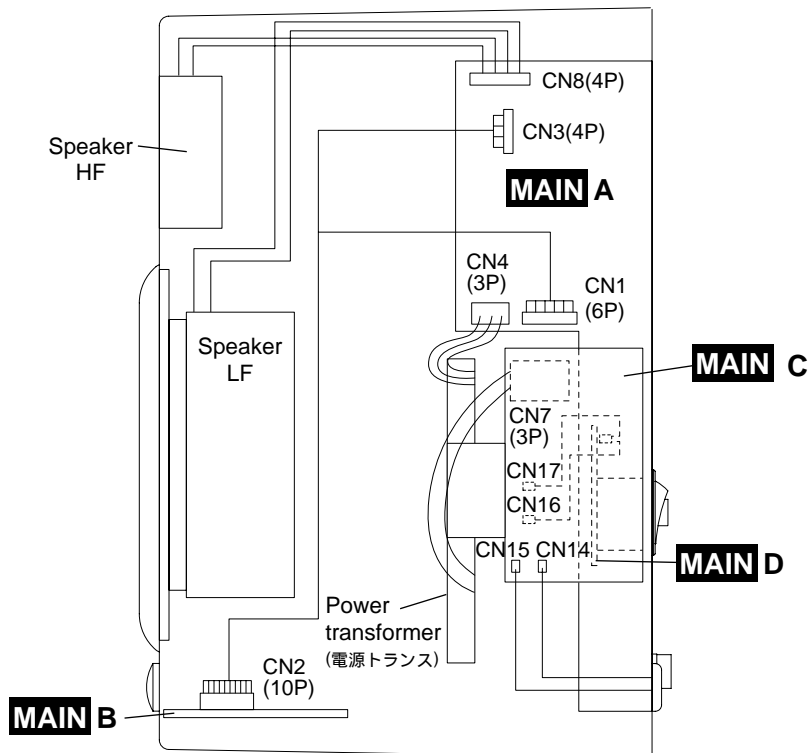 CN8(4P)
CN3(4P)
Speaker
HF
MAIN A
CN4
(3P)
CN1
(6P)
Speaker
LF
MAIN C
CN7
(3P)
CN17
CN16
CN15 CN14
MAIN D
Power
transformer
(電源トランス)
CN2
(10P)
MAIN B